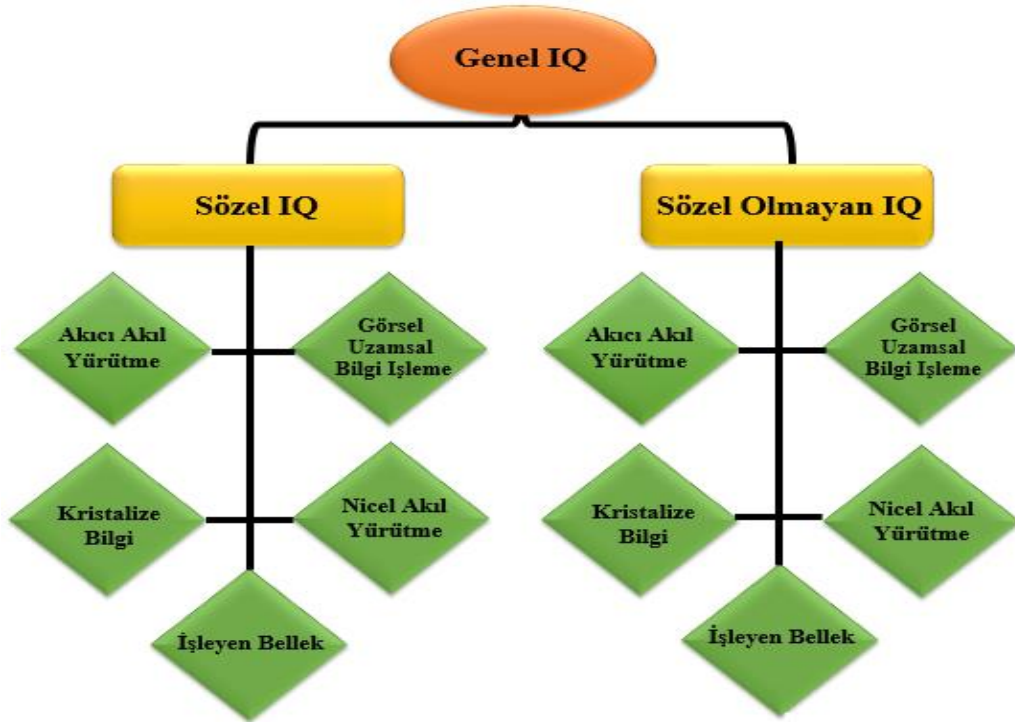 Genel IQ
Sözel IQ
Sözel Olmayan IQ
Akıcı Akıl
Yürütme
Görsel
Uzamsal
Bilgi İşleme
Kristalize
Bilgi
Nicel Akıl
Yürütme
İşleyen Bellek
Akıcı Akıl
Yürütme
Görsel
Uzamsal
Bilgi İşleme
Kristalize
Bilgi
Nicel Akıl
Yürütme
İşleyen Bellek